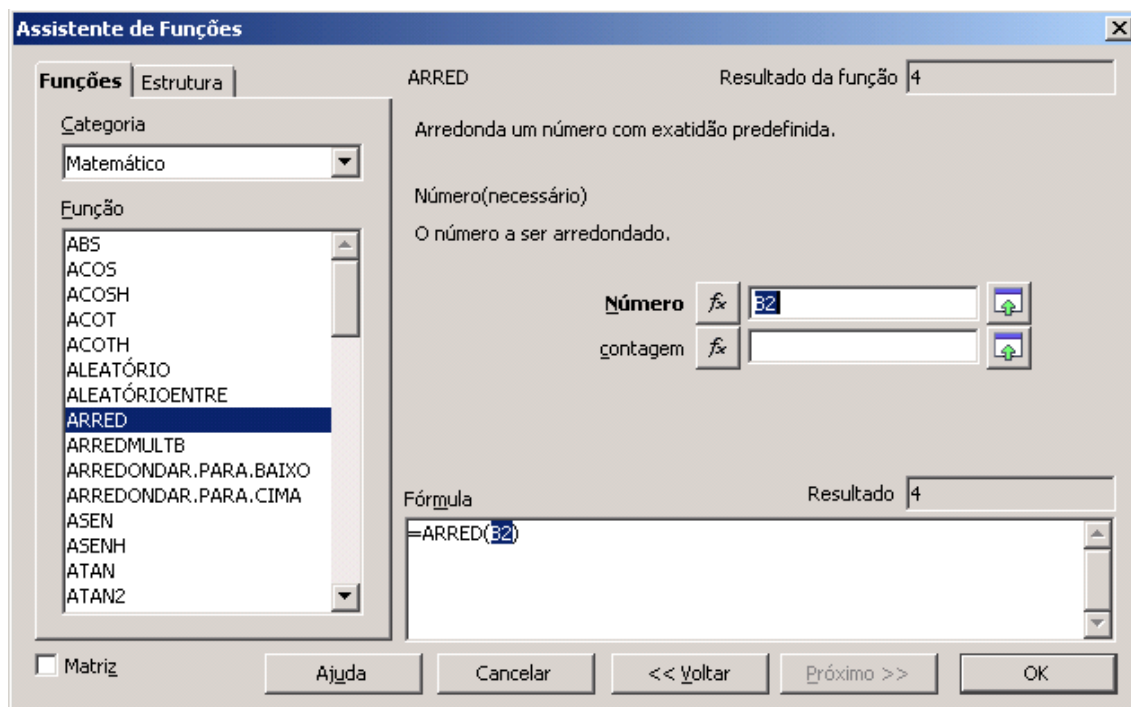 Assistente de Funções
Funções Estrutura
Categoria
Matemático
Função
ABS
ACOS
ACOSH
ACOT
ACOTH
ALEATÓRIO
ALEATÓRIOENTRE
ARRED
ARREDMULTB
ARREDONDAR.PARA.BAIXO
ARREDONDAR.PARA.CIMA
ASEN
ASENH
ATAN
ATAN2
ARRED Resultado da função 4
Arredonda um número com exatidão predefinida.
Número(necessário)
O número a ser arredondado.
Número fx B2
contagem fx
Fórmula Resultado 4
=ARRED(B2)
Matriz Ajuda Cancelar << Voltar Próximo >> OK